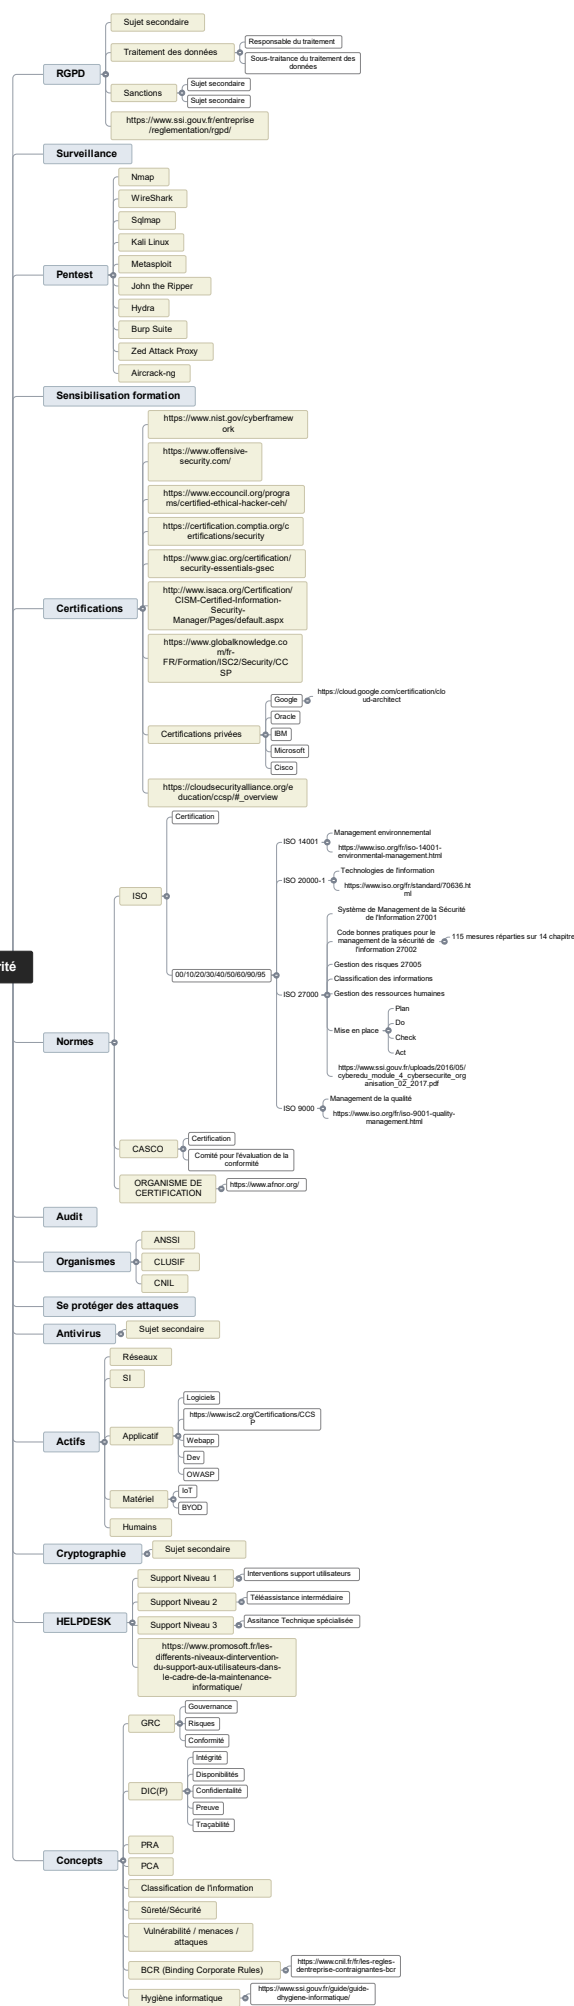 RGPD
Sujet secondaire
Traitement des données
Responsable du traitement
Sous-traitance du traitement des
données
Sanctions
Sujet secondaire
Sujet secondaire
https://www.ssi.gouv.fr/entreprise
/reglementation/rgpd/
Surveillance
Pentest
Nmap
WireShark
Sqlmap
Kali Linux
Metasploit
John the Ripper
Hydra
Burp Suite
Zed Attack Proxy
Aircrack-ng
Sensibilisation formation
Certifications
https://www.nist.gov/cyberframew
ork
https://www.offensive-
security.com/
https://www.eccouncil.org/progra
ms/certified-ethical-hacker-ceh/
https://certification.comptia.org/c
ertifications/security
https://www.giac.org/certification/
security-essentials-gsec
http://www.isaca.org/Certification/
CISM-Certified-Information-
Security-
Manager/Pages/default.aspx
https://www.globalknowledge.co
m/fr-
FR/Formation/ISC2/Security/CC
SP
Certifications privées
Google
https://cloud.google.com/certification/clo
ud-architect
Oracle
IBM
Microsoft
Cisco
https://cloudsecurityalliance.org/e
ducation/ccsp/#_overview
rité
Normes
ISO
Certification
00/10/20/30/40/50/60/90/95
ISO 14001
Management environnemental
https://www.iso.org/fr/iso-14001-
environmental-management.html
ISO 20000-1
Technologies de l'information
https://www.iso.org/fr/standard/70636.ht
ml
ISO 27000
Système de Management de la Sécurité
de l'Information 27001
Code bonnes pratiques pour le
management de la sécurité de
l'information 27002
115 mesures réparties sur 14 chapitre
Gestion des risques 27005
Classification des informations
Gestion des ressources humaines
Mise en place
Plan
Do
Check
Act
https://www.ssi.gouv.fr/uploads/2016/05/
cyberedu_module_4_cybersecurite_org
anisation_02_2017.pdf
ISO 9000
Management de la qualité
https://www.iso.org/fr/iso-9001-quality-
management.html
CASCO
Certification
Comité pour l'évaluation de la
conformité
ORGANISME DE
CERTIFICATION
https://www.afnor.org/
Audit
Organismes
ANSSI
CLUSIF
CNIL
Se protéger des attaques
Antivirus
Sujet secondaire
Actifs
Réseaux
SI
Applicatif
Logiciels
https://www.isc2.org/Certifications/CCS
P
Webapp
Dev
OWASP
Matériel
IoT
BYOD
Humains
Cryptographie
Sujet secondaire
HELPDESK
Support Niveau 1
Interventions support utilisateurs
Support Niveau 2
Téléassistance intermédiaire
Support Niveau 3
Assitance Technique spécialisée
https://www.promosoft.fr/les-
differents-niveaux-dintervention-
du-support-aux-utilisateurs-dans-
le-cadre-de-la-maintenance-
informatique/
Concepts
GRC
Gouvernance
Risques
Conformité
DIC(P)
Intégrité
Disponibilités
Confidientalité
Preuve
Traçabilité
PRA
PCA
Classification de l'information
Sûreté/Sécurité
Vulnérabilité / menaces /
attaques
BCR (Binding Corporate Rules)
https://www.cnil.fr/fr/les-regles-
dentreprise-contraignantes-bcr
Hygiène informatique
https://www.ssi.gouv.fr/guide/guide-
dhygiene-informatique/